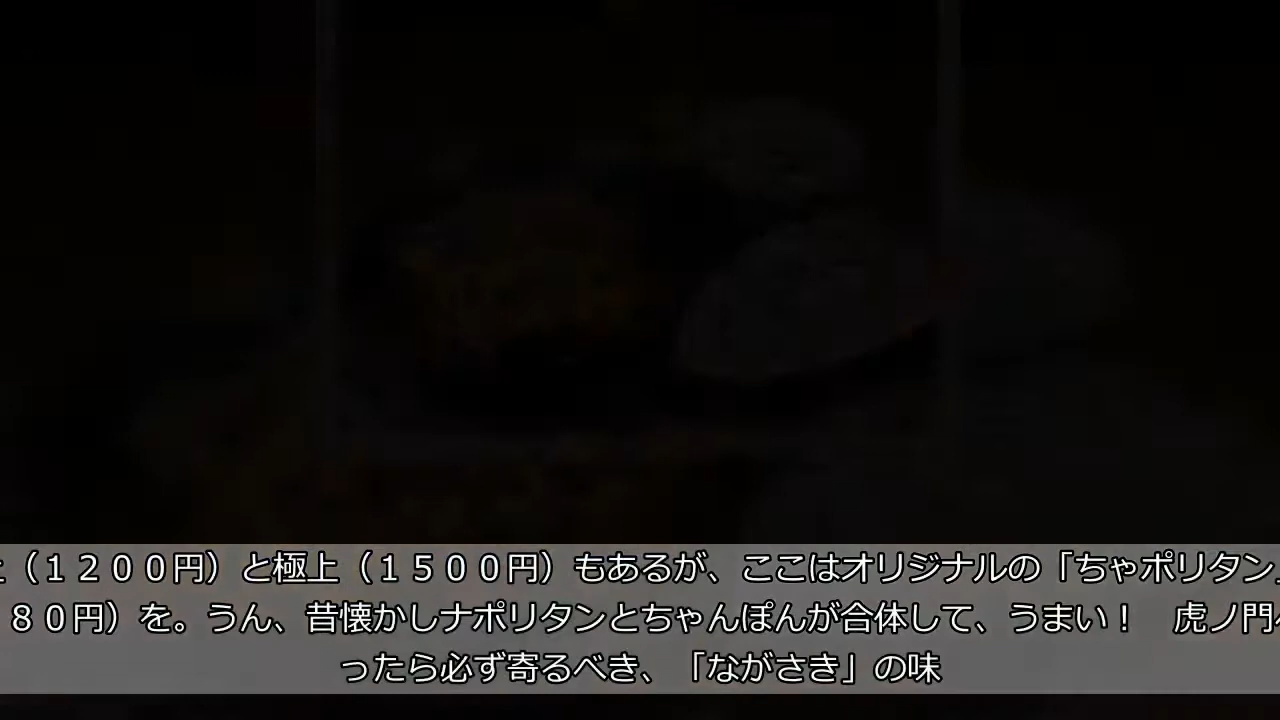 （１２００円）と極上（１５００円）もあるが、ここはオリジナルの「ちゃポリタン
８０円）を。うん、昔懐かしナポリタンとちゃんぽんが合体して、うまい！　虎ノ門
ったら必ず寄るべき、「ながさき」の味